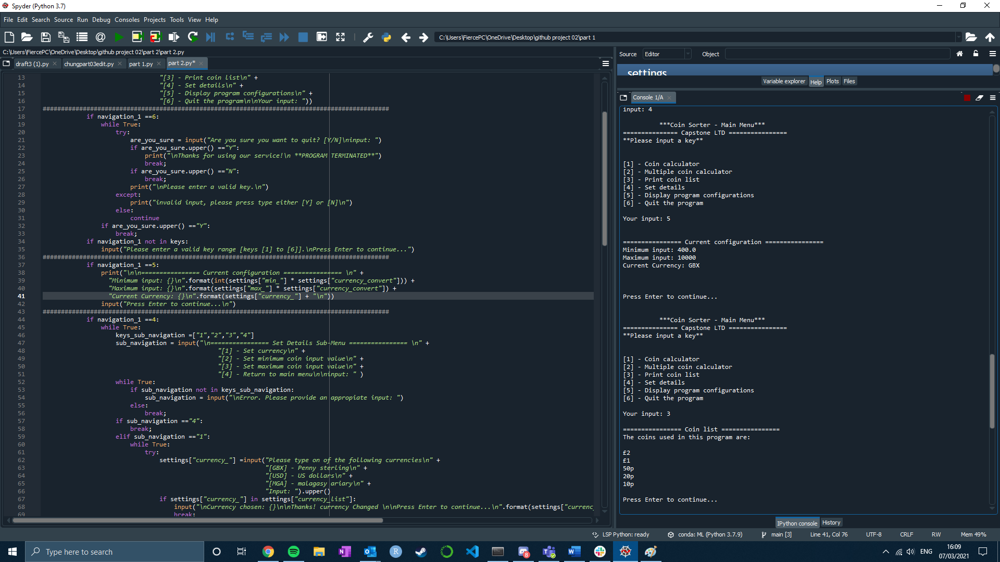 Spyder (Python 3.7)
File Edit Search Source Run Debug Consoles Projects Tools View Help
C:\Users\FiercePC\OneDrive\Desktop\github project 02\part 1
C:\Users\FiercePC\OneDrive\Desktop\github project 02\part 2\part 2.py
draft3 (1).py chungpart03edit.py part 1.py part 2.py*
13 "[3] - Print coin list\n" +
14 "[4] - Set details\n" +
15 "[5] - Display program configurations\n" +
16 "[6] - Quit the program\n\nYour input: "))
17 ###############################################################################################
18 if navigation_1 ==6:
19 while True:
20 try:
21 are_you_sure = input("Are you sure you want to quit? [Y/N]\ninput: ")
22 if are_you_sure.upper() =="Y":
23 print("\nThanks for using our service!\n **PROGRAM TERMINATED**")
24 break;
25 if are_you_sure.upper() =="N":
26 break;
27 print("\nPlease enter a valid key.\n")
28 except:
29 print("invalid input, please press type either [Y] or [N]\n")
30 else:
31 continue
32 if are_you_sure.upper() =="Y":
33 break;
34 if navigation_1 not in keys:
35 input("Please enter a valid key range [keys [1] to [6]].\nPress Enter to continue...")
36 ###############################################################################################
37 if navigation_1 ==5:
38 print("\n\n================ Current configuration ================ \n" +
39 "Minimum input: {}\n".format(int(settings["min_"] * settings["currency_convert"])) +
40 "Maximum input: {}\n".format(settings["max_"] * settings["currency_convert"]) +
41 "Current Currency: {}\n".format(settings["currency_"] + "\n"))
42 input("Press Enter to continue...\n")
43 ###############################################################################################
44 if navigation_1 ==4:
45 while True:
46 keys_sub_navigation =["1","2","3","4"]
47 sub_navigation = input("\n================ Set Details Sub-Menu ================ \n" +
48 "[1] - Set currency\n" +
49 "[2] - Set minimum coin input value\n" +
50 "[3] - Set maximum coin input value\n" +
51 "[4] - Return to main menu\n\ninput: " )
52 while True:
53 if sub_navigation not in keys_sub_navigation:
54 sub_navigation = input("\nError. Please provide an appropiate input: ")
55 else:
56 break;
57 if sub_navigation =="4":
58 break;
59 elif sub_navigation =="1":
60 while True:
61 try:
62 settings["currency_"] =input("Please type on of the following currencies\n" +
63 "[GBX] - Penny sterling\n" +
64 "[USD] - US dollars\n" +
65 "[MGA] - malagasy ariary\n" +
66 "Input: ").upper()
67 if settings["currency_"] in settings["currency_list"]:
68 input("\nCurrency chosen: {}\n\nThanks! currency Changed \n\nPress Enter to continue...\n".format(settings["currenc
69 break;
Source Editor Object
settings
Variable explorer Help Plots Files
Console 1/A
input: 4
***Coin Sorter - Main Menu***
=============== Capstone LTD ================
**Please input a key**
[1] - Coin calculator
[2] - Multiple coin calculator
[3] - Print coin list
[4] - Set details
[5] - Display program configurations
[6] - Quit the program
Your input: 5
================ Current configuration ================
Minimum input: 400.0
Maximum input: 10000
Current Currency: GBX
Press Enter to continue...
***Coin Sorter - Main Menu***
=============== Capstone LTD ================
**Please input a key**
[1] - Coin calculator
[2] - Multiple coin calculator
[3] - Print coin list
[4] - Set details
[5] - Display program configurations
[6] - Quit the program
Your input: 3
================ Coin list ================
The coins used in this program are:
£2
£1
50p
20p
10p
Press Enter to continue...
IPython console History
LSP Python: ready conda: ML (Python 3.7.9) main [3] Line 41, Col 76 UTF-8 CRLF RW Mem 49%
Type here to search
8
ENG
16:09
07/03/2021